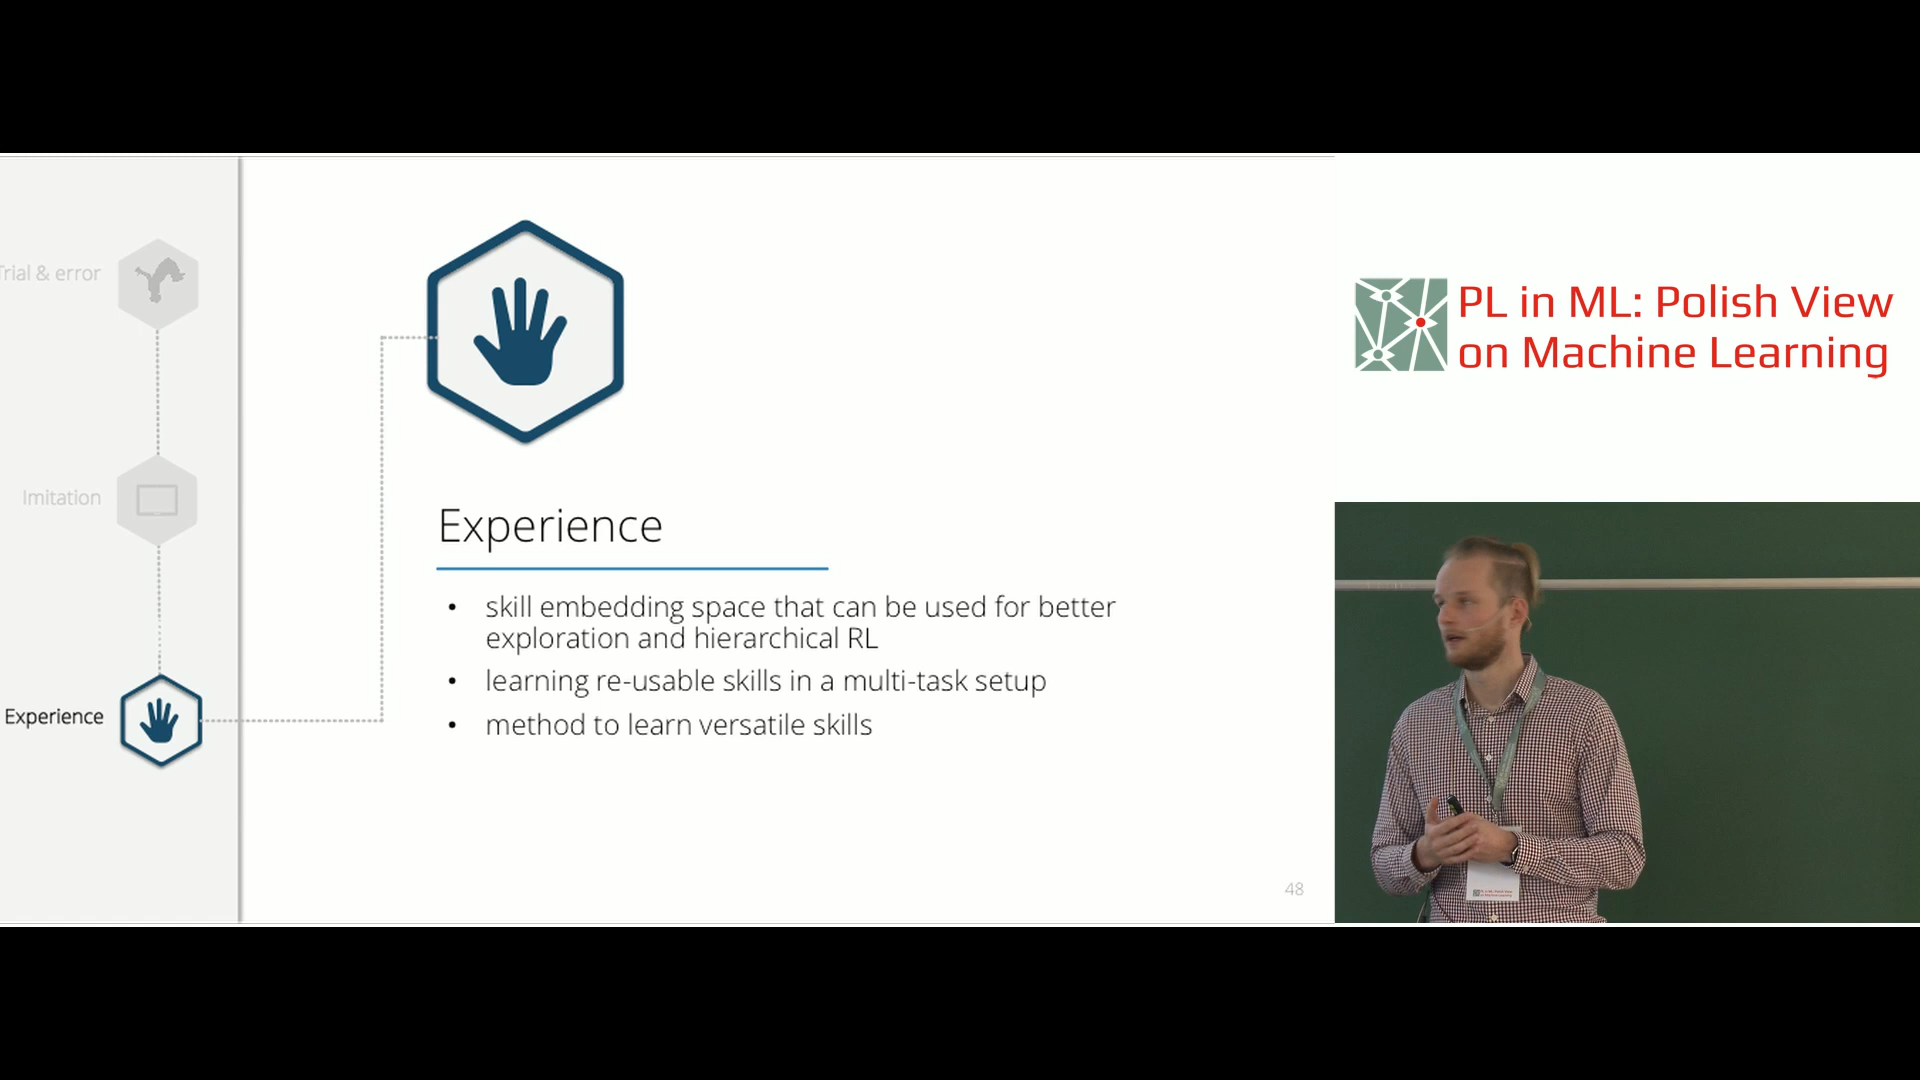 Trial & error
Imitation
Experience
Experience
• skill embedding space that can be used for better
exploration and hierarchical RL
• learning re-usable skills in a multi-task setup
• method to learn versatile skills
48
PL in ML: Polish View
on Machine Learning